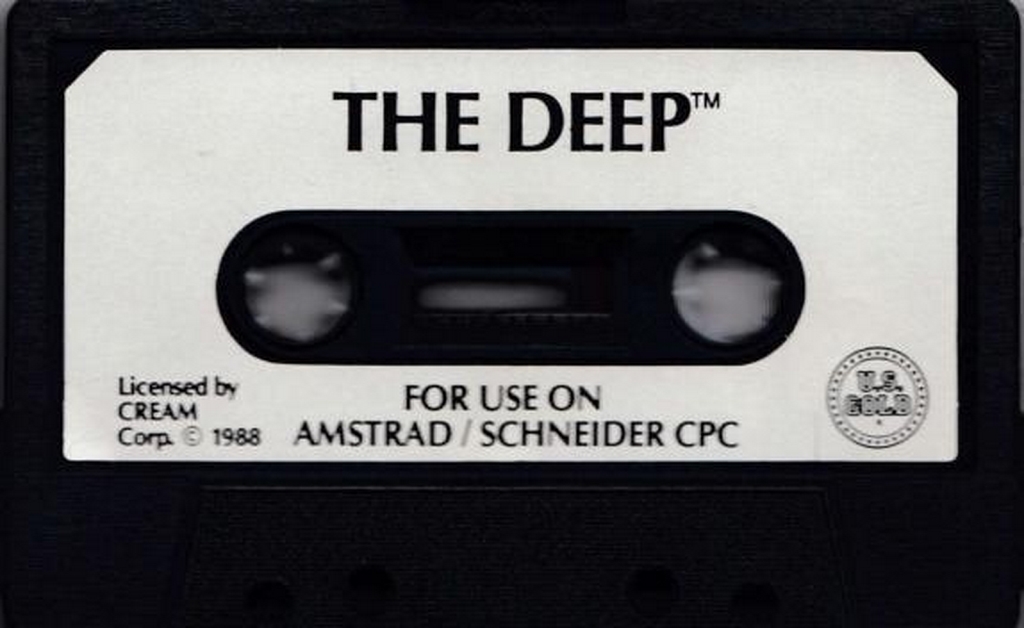 THE DEEP™
Licensed by
CREAM
Corp. © 1988
FOR USE ON
AMSTRAD / SCHNEIDER CPC
U.S.
GOLD